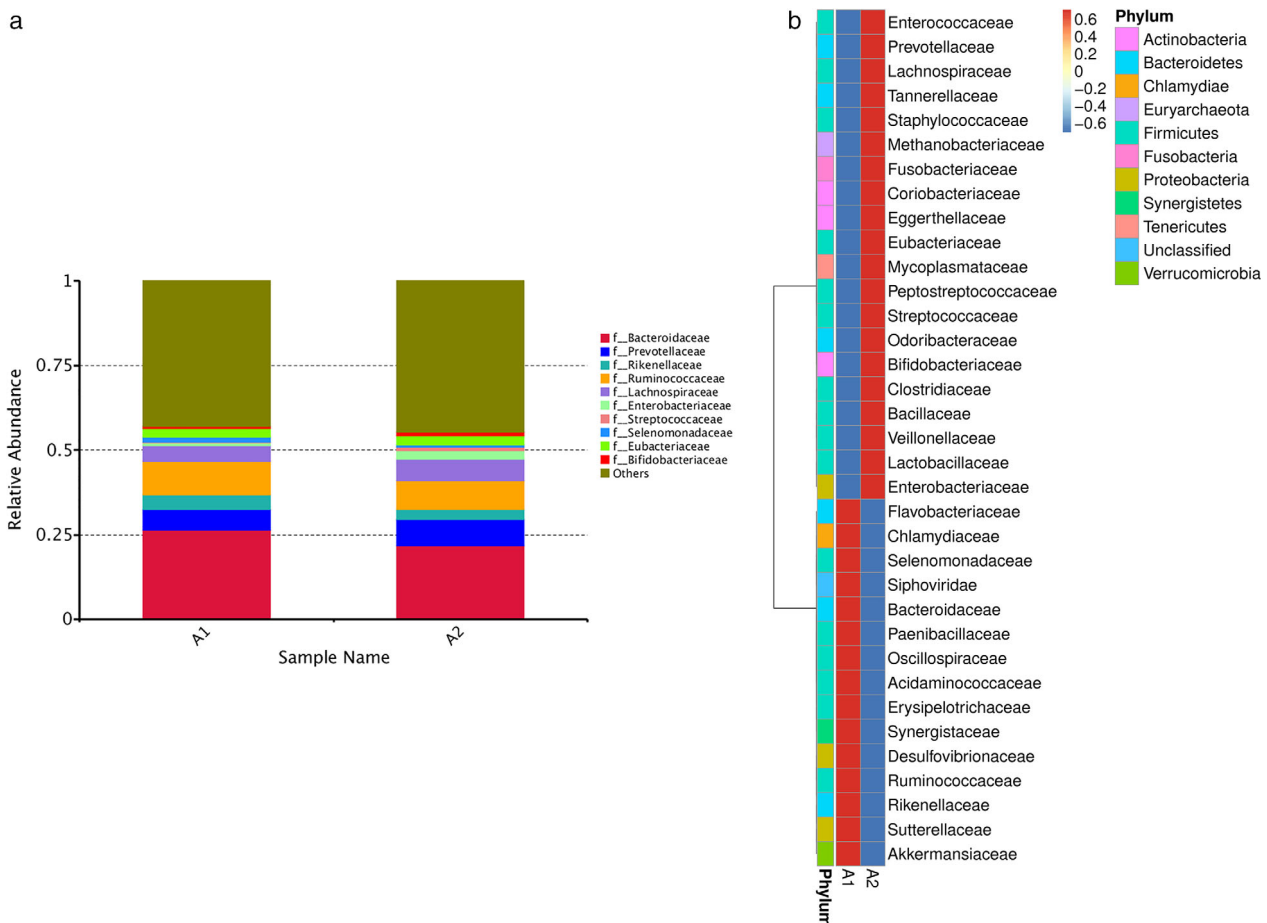 a
1
0.75
0.5
0.25
0
Relative Abundance
A1
A2
Sample Name
f__Bacteroidaceae
f__Prevotellaceae
f__Rikenellaceae
f__Ruminococcaceae
f__Lachnospiraceae
f__Enterobacteriaceae
f__Streptococcaceae
f__Selenomonadaceae
f__Eubacteriaceae
f__Bifidobacteriaceae
Others
b
Enterococcaceae
Prevotellaceae
Lachnospiraceae
Tannerellaceae
Staphylococcaceae
Methanobacteriaceae
Fusobacteriaceae
Coriobacteriaceae
Eggerthellaceae
Eubacteriaceae
Mycoplasmataceae
Peptostreptococcaceae
Streptococcaceae
Odoribacteraceae
Bifidobacteriaceae
Clostridiaceae
Bacillaceae
Veillonellaceae
Lactobacillaceae
Enterobacteriaceae
Flavobacteriaceae
Chlamydiaceae
Selenomonadaceae
Siphoviridae
Bacteroidaceae
Paenibacillaceae
Oscillospiraceae
Acidaminococcaceae
Erysipelotrichaceae
Synergistaceae
Desulfovibrionaceae
Ruminococcaceae
Rikenellaceae
Sutterellaceae
Akkermansiaceae
Phylum
A1
A2
0.6
0.4
0.2
0
−0.2
−0.4
−0.6
Phylum
Actinobacteria
Bacteroidetes
Chlamydiae
Euryarchaeota
Firmicutes
Fusobacteria
Proteobacteria
Synergistetes
Tenericutes
Unclassified
Verrucomicrobia